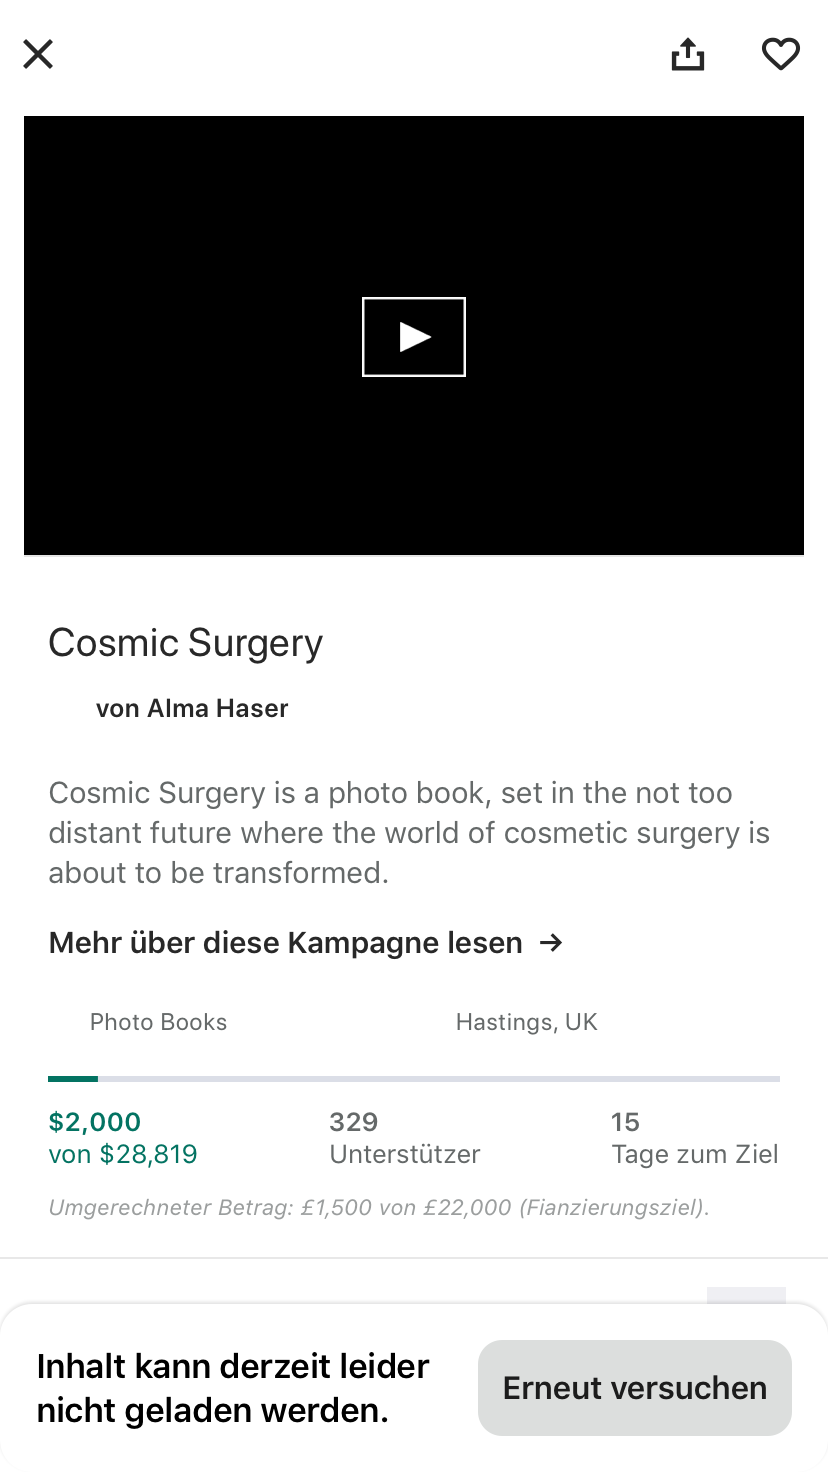 Cosmic Surgery
von Alma Haser
Cosmic Surgery is a photo book, set in the not too
distant future where the world of cosmetic surgery is
about to be transformed.
Mehr über diese Kampagne lesen →
Photo Books
Hastings, UK
$2,000
von $28,819
329
Unterstützer
15
Tage zum Ziel
Umgerechneter Betrag: £1,500 von £22,000 (Fianzierungsziel).
Inhalt kann derzeit leider
nicht geladen werden.
Erneut versuchen